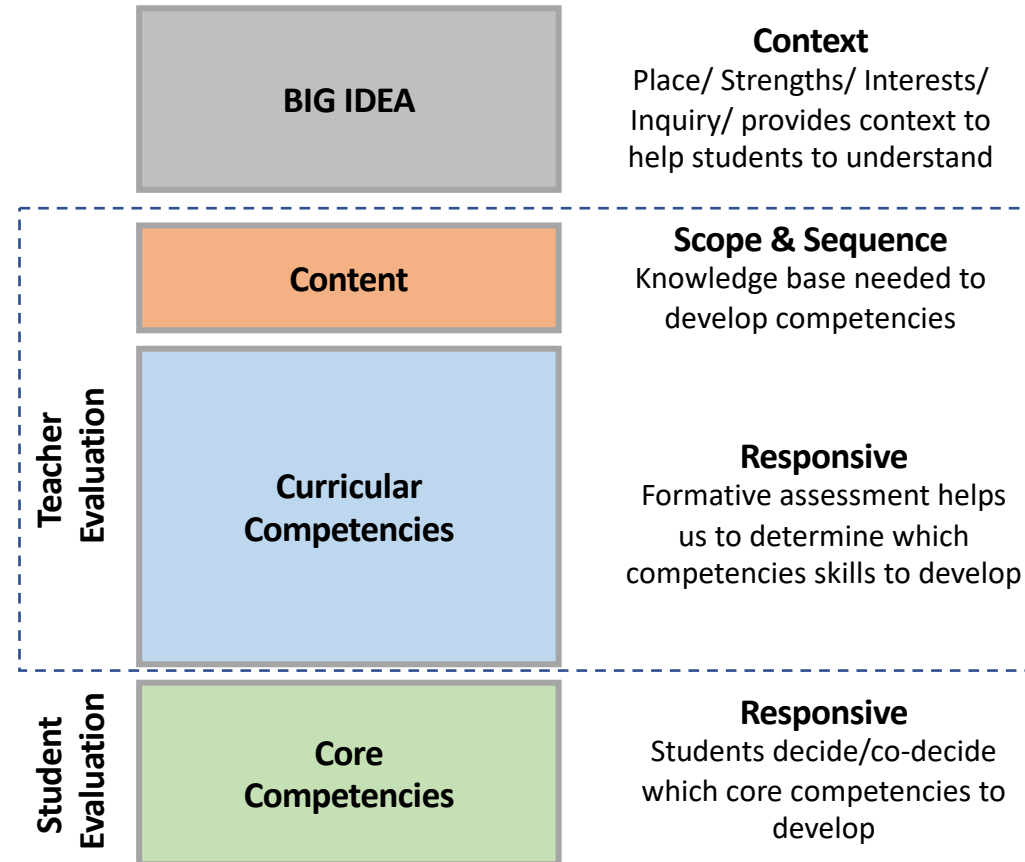 BIG IDEA
Context
Place/ Strengths/ Interests/
Inquiry/ provides context to
help students to understand
Teacher
Evaluation
Content
Scope & Sequence
Knowledge base needed to
develop competencies
Curricular
Competencies
Responsive
Formative assessment helps
us to determine which
competencies skills to develop
Student
Evaluation
Core
Competencies
Responsive
Students decide/co-decide
which core competencies to
develop